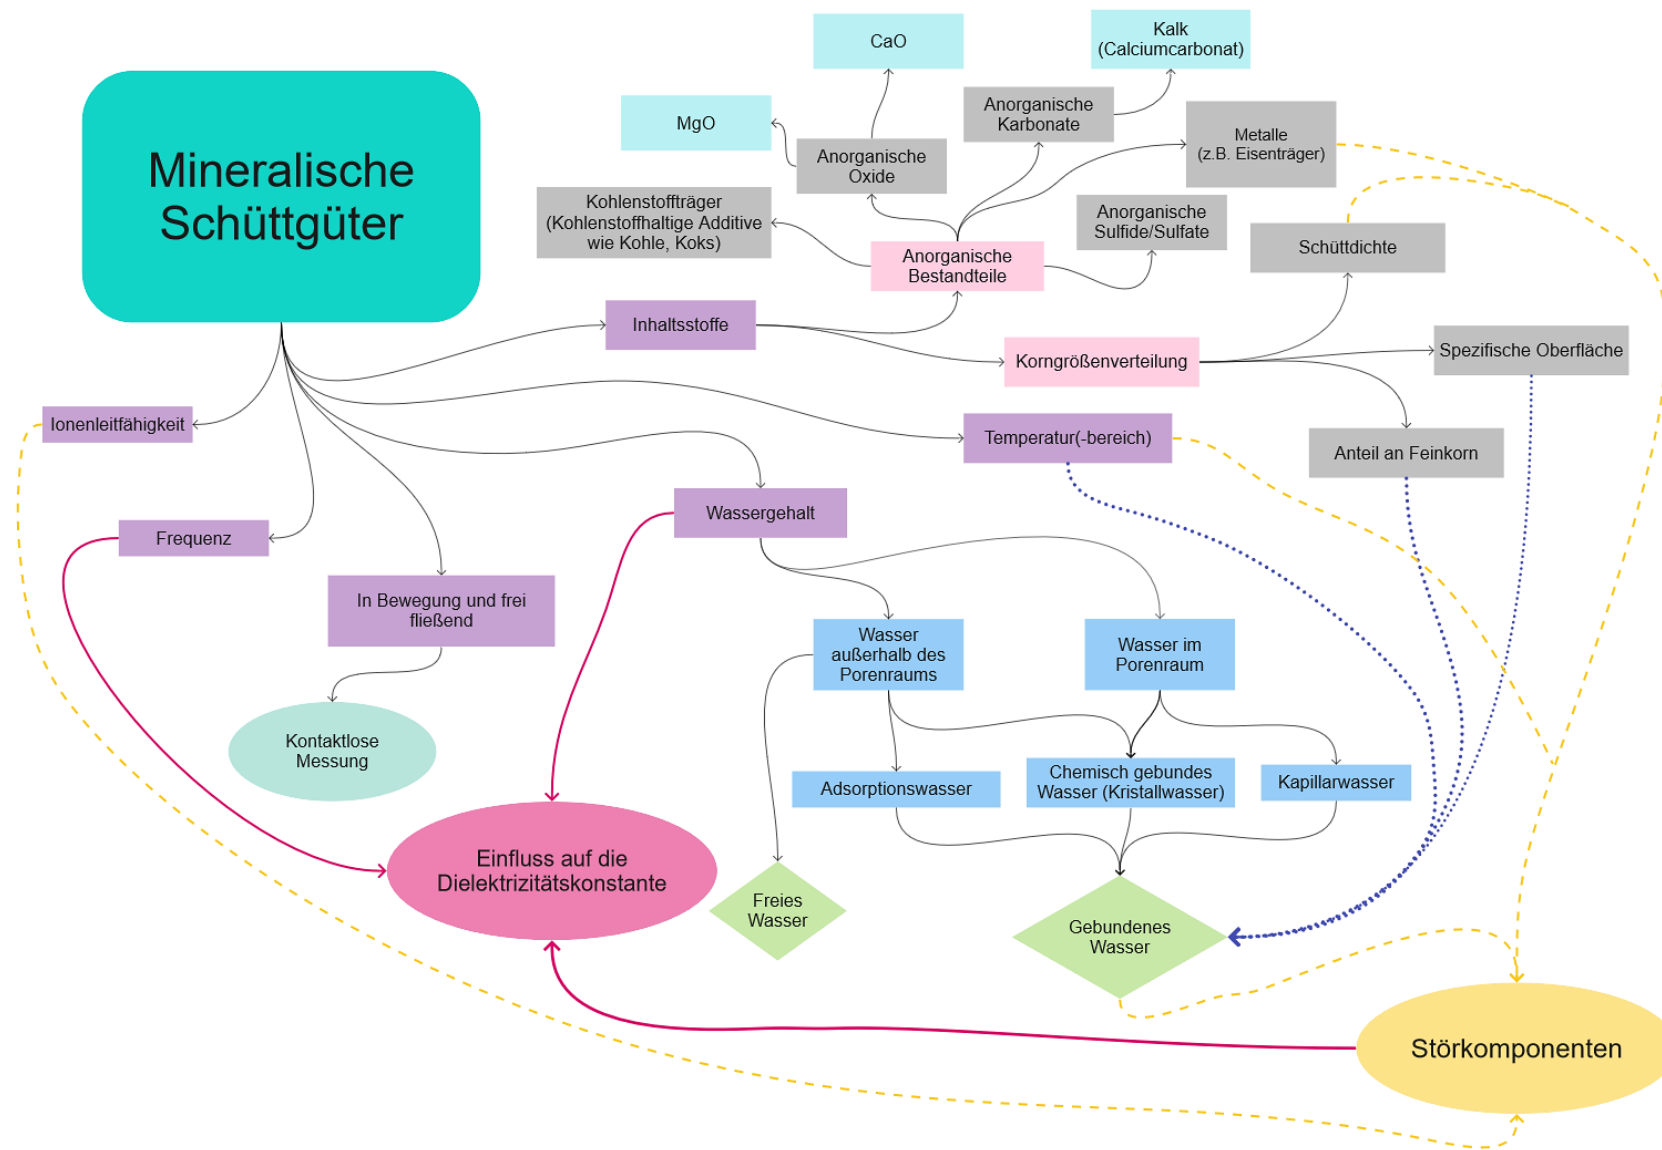 Mineralische
Schüttgüter
CaO
Kalk
(Calciumcarbonat)
MgO
Anorganische
Karbonate
Metalle
(z.B. Eisenträger)
Anorganische
Oxide
Kohlenstoffträger
(Kohlenstoffhaltige Additive
wie Kohle, Koks)
Anorganische
Sulfide/Sulfate
Anorganische
Bestandteile
Schüttdichte
Inhaltsstoffe
Korngrößenverteilung
Spezifische Oberfläche
Ionenleitfähigkeit
Temperatur(-bereich)
Anteil an Feinkorn
Frequenz
Wassergehalt
In Bewegung und frei
fließend
Wasser
außerhalb des
Porenraums
Wasser im
Porenraum
Kontaktlose
Messung
Adsorptionswasser
Chemisch gebundes
Wasser (Kristallwasser)
Kapillarwasser
Einfluss auf die
Dielektrizitätskonstante
Freies
Wasser
Gebundenes
Wasser
Störkomponenten